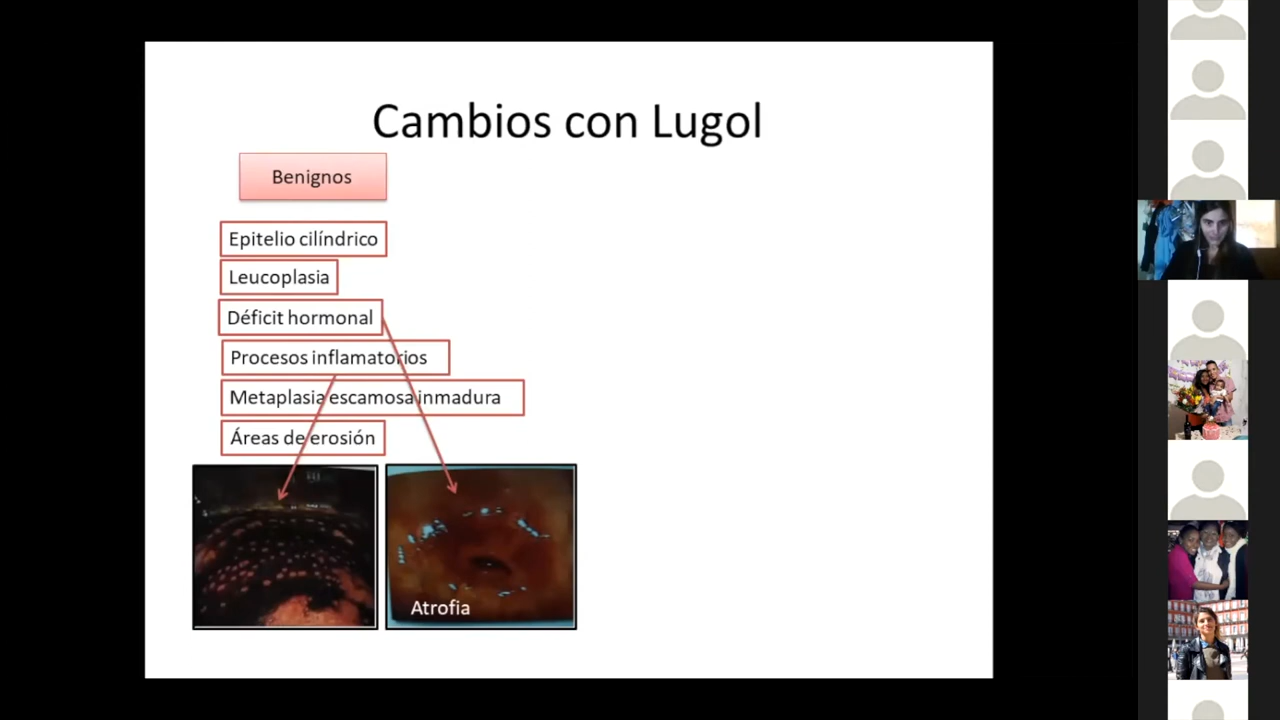 Cambios con Lugol
Benignos
Epitelio cilíndrico
Leucoplasia
Déficit hormonal
Procesos inflamatorios
Metaplasia escamosa inmadura
Áreas de erosión
Atrofia